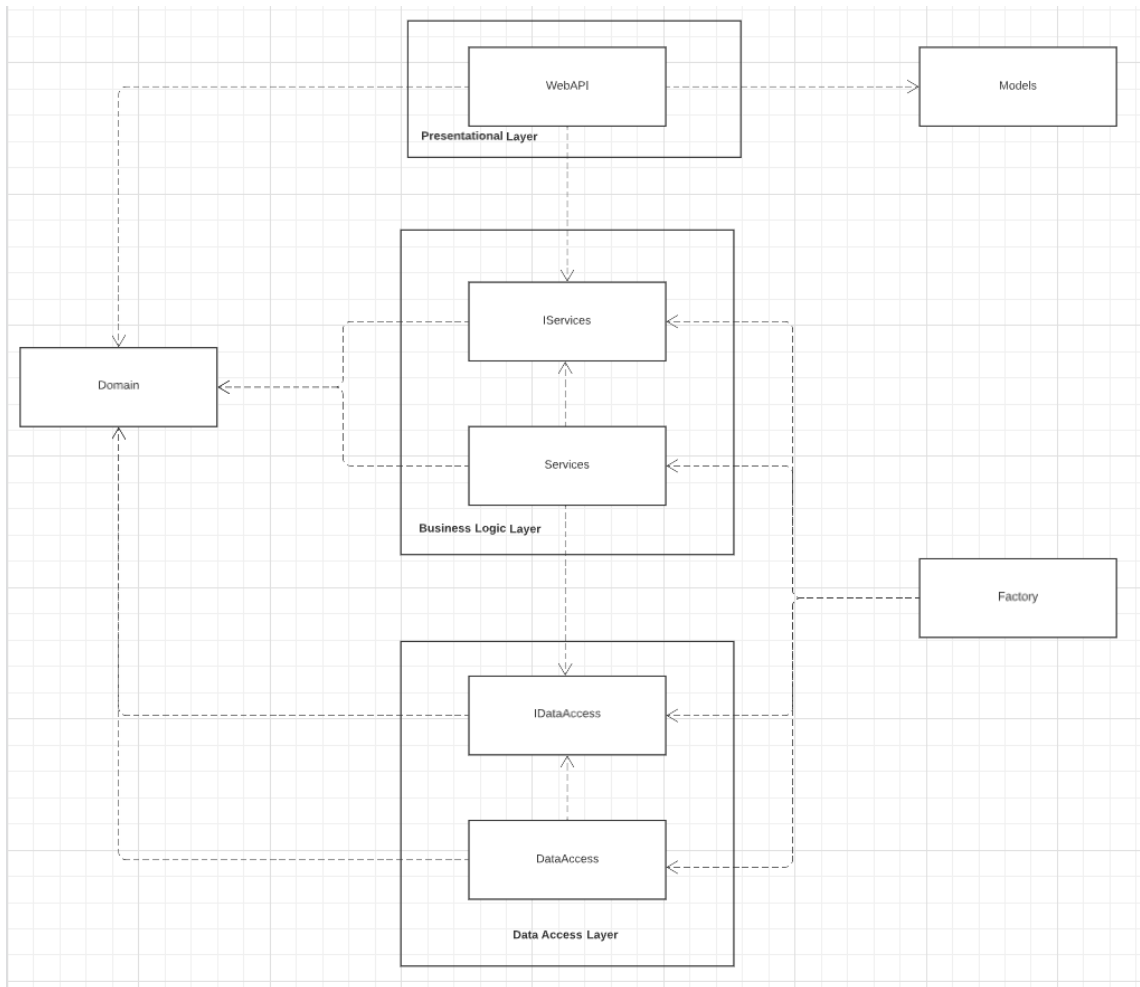 WebAPI
Models
Presentational Layer
IServices
Domain
Services
Business Logic Layer
Factory
IDataAccess
DataAccess
Data Access Layer